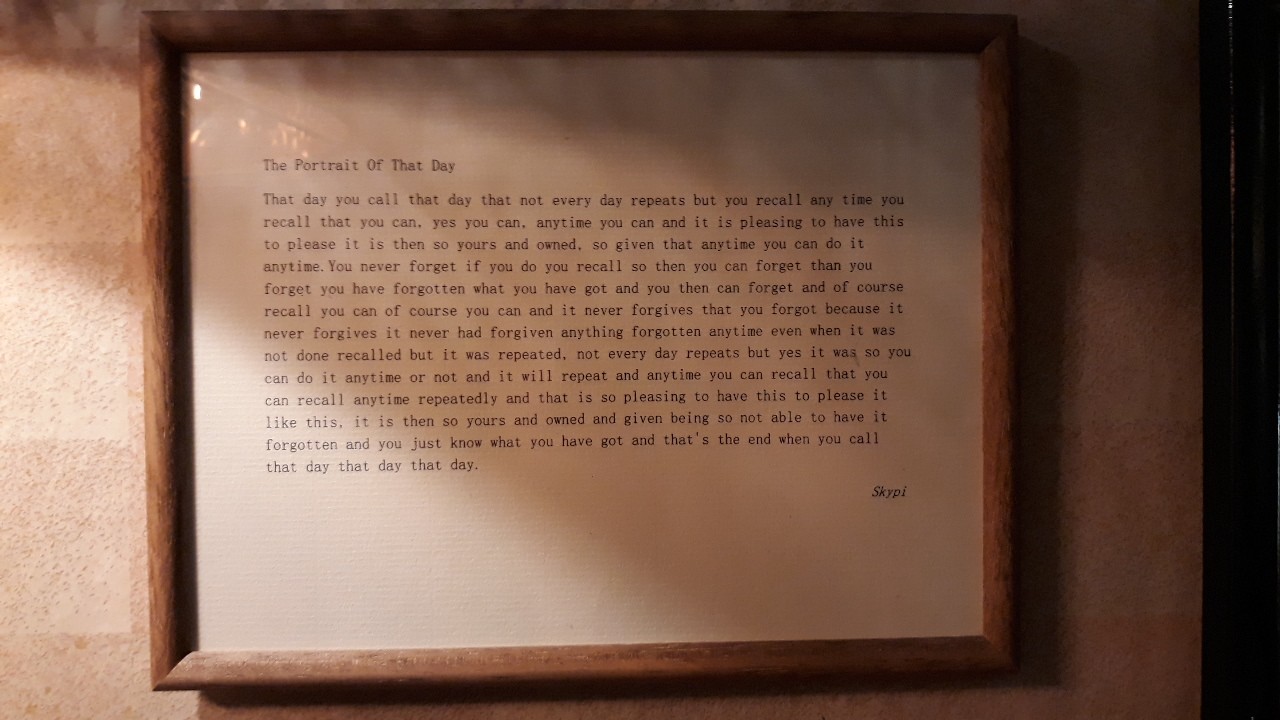 The Portrait Of That Day
That day you call that day that not every day repeats but you recall any time you
recall that you can, yes you can, anytime you can and it is pleasing to have this
to please it is then so yours and owned, so given that anytime you can do it
anytime. You never forget if you do you recall so then you can forget than you
forget you have forgotten what you have got and you then can forget and of course
recall you can of course you can and it never forgives that you forgot because it
never forgives it never had forgiven anything forgotten anytime even when it was
not done recalled but it was repeated, not every day repeats but yes it was so you
can do it anytime or not and it will repeat and anytime you can recall that you
can recall anytime repeatedly and that is so pleasing to have this to please it
like this, it is then so yours and owned and given being so not able to have it
forgotten and you just know what you have got and that's the end when you call
that day that day that day.
Skypi